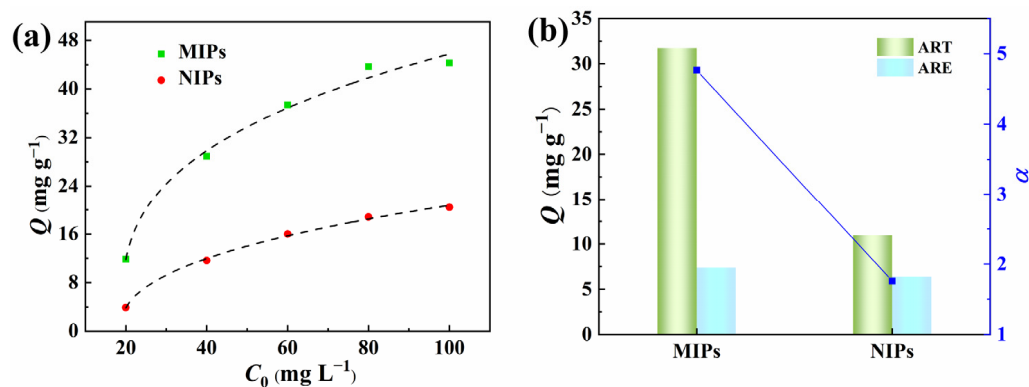 (a)
MIPs
NIPs
48
40
32
24
16
8
0
Q (mg g⁻¹)
20 40 60 80 100
C₀ (mg L⁻¹)
(b)
ART
ARE
35
30
25
20
15
10
5
0
Q (mg g⁻¹)
5
4
3
2
1
α
MIPs NIPs